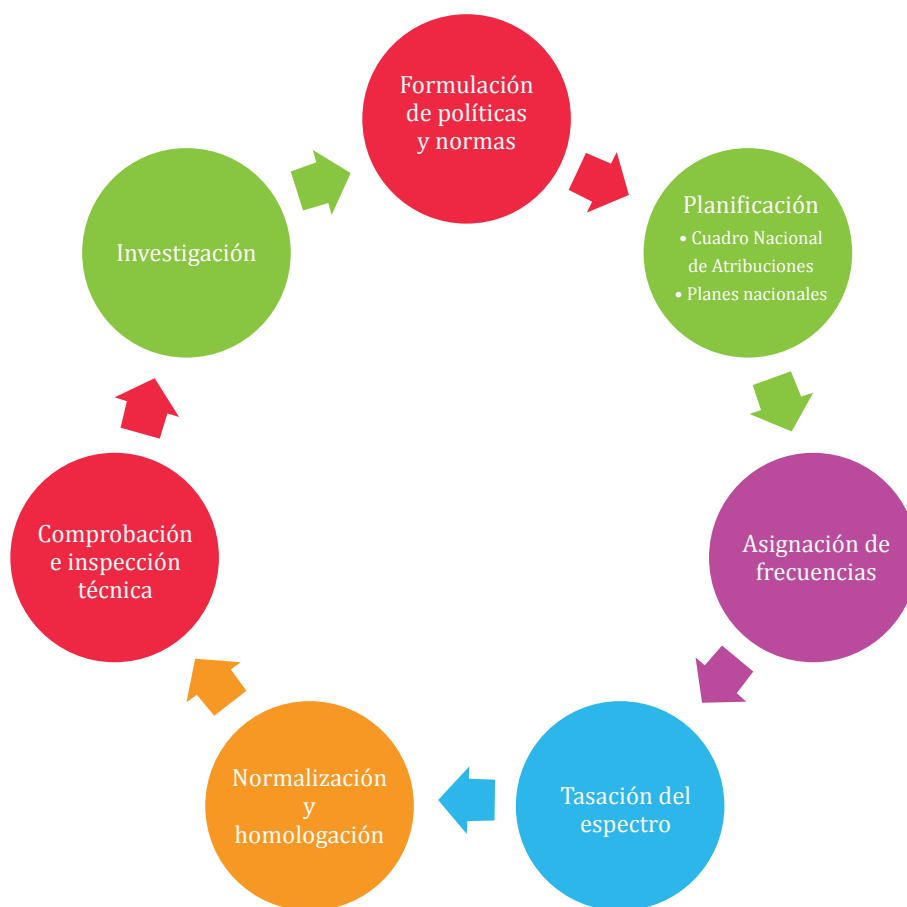 Formulación
de políticas
y normas
Planificación
• Cuadro Nacional
de Atribuciones
• Planes nacionales
Asignación de
frecuencias
Tasación del
espectro
Normalización
y
homologación
Comprobación
e inspección
técnica
Investigación